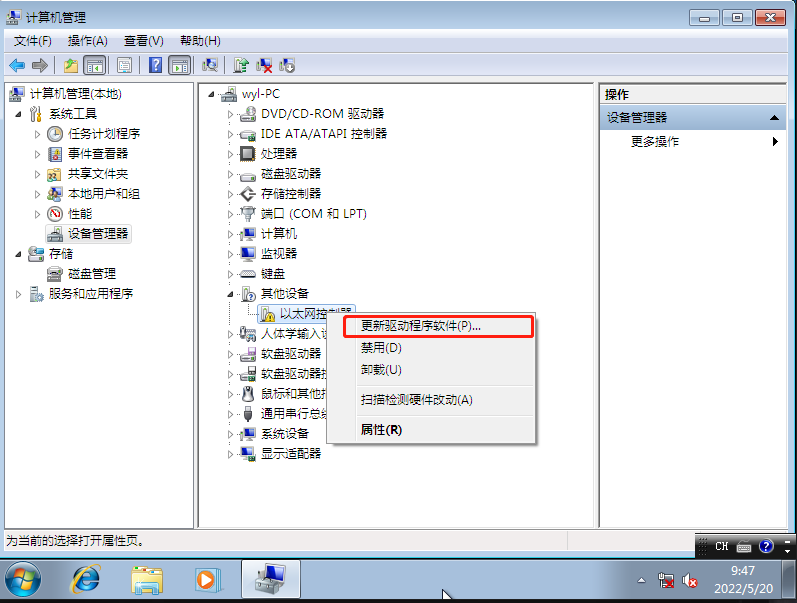 计算机管理
文件(F) 操作(A) 查看(V) 帮助(H)
计算机管理(本地)
系统工具
任务计划程序
事件查看器
共享文件夹
本地用户和组
性能
设备管理器
存储
磁盘管理
服务和应用程序
wyl-PC
DVD/CD-ROM 驱动器
IDE ATA/ATAPI 控制器
处理器
磁盘驱动器
存储控制器
端口 (COM 和 LPT)
计算机
监视器
键盘
其他设备
以太网控制器
人体学输入
软盘驱动器
软盘驱动器
鼠标和其他
通用串行总
系统设备
显示适配器
更新驱动程序软件(P)...
禁用(D)
卸载(U)
扫描检测硬件改动(A)
属性(R)
操作
设备管理器
更多操作
为当前的选择打开属性页。
CH
9:47
2022/5/20